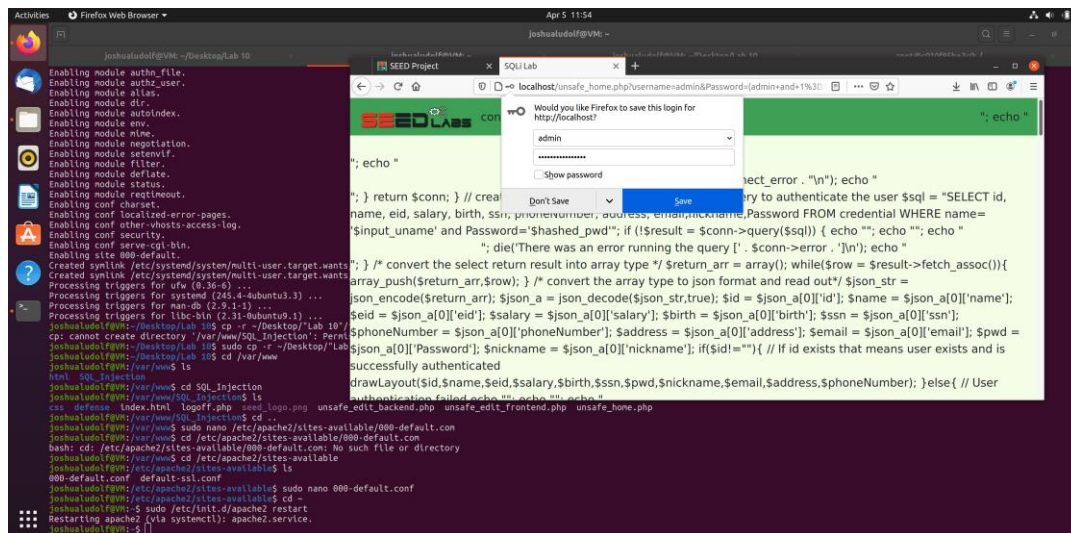 Activities Firefox Web Browser Apr 5 11:54
joshualudolf@VM: ~
joshualudolf@VM: ~/Desktop/Lab 10
Enabling module authn_file.
Enabling module authz_user.
Enabling module alias.
Enabling module dir.
Enabling module autoindex.
Enabling module env.
Enabling module mime.
Enabling module negotiation.
Enabling module setenvif.
Enabling module filter.
Enabling module deflate.
Enabling module status.
Enabling module reqtimeout.
Enabling conf charset.
Enabling conf localized-error-pages.
Enabling conf other-vhosts-access-log.
Enabling conf security.
Enabling conf serve-cgi-bin.
Enabling site 000-default.
Created symlink /etc/systemd/system/multi-user.target.wants
Created symlink /etc/systemd/system/multi-user.target.wants
Processing triggers for ufw (0.36-6) ...
Processing triggers for systemd (245.4-4ubuntu3.3) ...
Processing triggers for man-db (2.9.1-1) ...
Processing triggers for libc-bin (2.31-0ubuntu9.1) ...
joshualudolf@VM:~/Desktop/Lab 10$ cp -r ~/Desktop/"Lab 10"/
cp: cannot create directory '/var/www/SQL_Injection': Permi
joshualudolf@VM:~/Desktop/Lab 10$ sudo cp -r ~/Desktop/"Lab
joshualudolf@VM:~/Desktop/Lab 10$ cd /var/www
joshualudolf@VM:/var/www$ ls
html SQL_Injection
joshualudolf@VM:/var/www$ cd SQL_Injection
joshualudolf@VM:/var/www/SQL_Injection$ ls
css defense index.html logoff.php seed_logo.png unsafe_edit_backend.php unsafe_edit_frontend.php unsafe_home.php
joshualudolf@VM:/var/www/SQL_Injection$ cd ..
joshualudolf@VM:/var/www$ sudo nano /etc/apache2/sites-available/000-default.com
joshualudolf@VM:/var/www$ cd /etc/apache2/sites-available/000-default.com
bash: cd: /etc/apache2/sites-available/000-default.com: No such file or directory
joshualudolf@VM:/var/www$ cd /etc/apache2/sites-available
joshualudolf@VM:/etc/apache2/sites-available$ ls
000-default.conf default-ssl.conf
joshualudolf@VM:/etc/apache2/sites-available$ sudo nano 000-default.conf
joshualudolf@VM:/etc/apache2/sites-available$ cd ~
joshualudolf@VM:~$ sudo /etc/init.d/apache2 restart
Restarting apache2 (via systemctl): apache2.service.
joshualudolf@VM:~$
SEED Project SQLi Lab
localhost/unsafe_home.php?username=admin&Password=(admin+and+1%3D
SEEDLABS con "; echo "
Would you like Firefox to save this login for
http://localhost?
admin
Show password
Don't Save Save
"; echo "
nect_error . "\n"); echo "
"; } return $conn; } // crea ery to authenticate the user $sql = "SELECT id,
name, eid, salary, birth, ssn, phoneNumber, address, email,nickname,Password FROM credential WHERE name=
'$input_uname' and Password='$hashed_pwd'"; if (!$result = $conn->query($sql)) { echo ""; echo ""; echo "
"; die('There was an error running the query [' . $conn->error . ']\n'); echo "
"; } /* convert the select return result into array type */ $return_arr = array(); while($row = $result->fetch_assoc()){
array_push($return_arr,$row); } /* convert the array type to json format and read out*/ $json_str =
json_encode($return_arr); $json_a = json_decode($json_str,true); $id = $json_a[0]['id']; $name = $json_a[0]['name'];
$eid = $json_a[0]['eid']; $salary = $json_a[0]['salary']; $birth = $json_a[0]['birth']; $ssn = $json_a[0]['ssn'];
$phoneNumber = $json_a[0]['phoneNumber']; $address = $json_a[0]['address']; $email = $json_a[0]['email']; $pwd =
$json_a[0]['Password']; $nickname = $json_a[0]['nickname']; if($id!=""){ // If id exists that means user exists and is
successfully authenticated
drawLayout($id,$name,$eid,$salary,$birth,$ssn,$pwd,$nickname,$email,$address,$phoneNumber); }else{ // User
authentication failed echo ""; echo ""; echo "